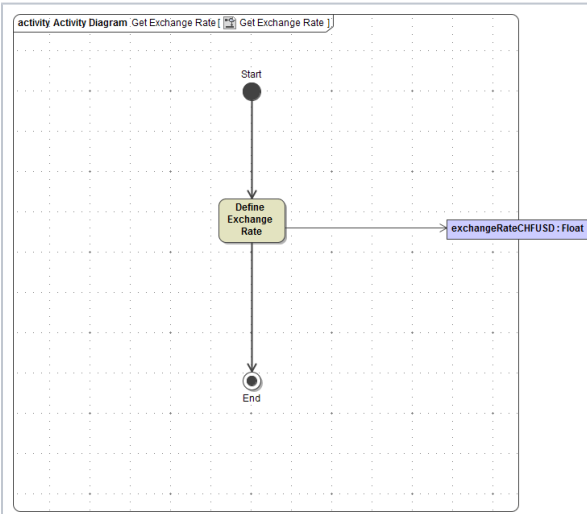 activity Activity Diagram Get Exchange Rate [ Get Exchange Rate ]
Start
Define
Exchange
Rate
exchangeRateCHFUSD : Float
End